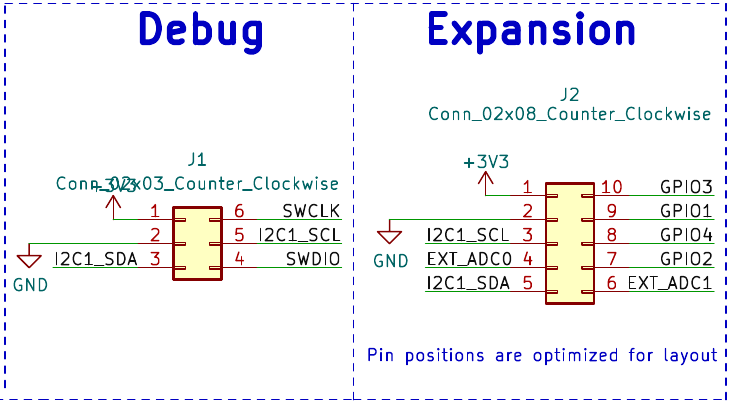 Debug
Expansion
J1
Conn_02x03_Counter_Clockwise
+3V3
1 6 SWCLK
2 5 I2C1_SCL
I2C1_SDA 3 4 SWDIO
GND
J2
Conn_02x08_Counter_Clockwise
+3V3
1 10 GPIO3
2 9 GPIO1
I2C1_SCL 3 8 GPIO4
GND
EXT_ADC0 4 7 GPIO2
I2C1_SDA 5 6 EXT_ADC1
Pin positions are optimized for layout